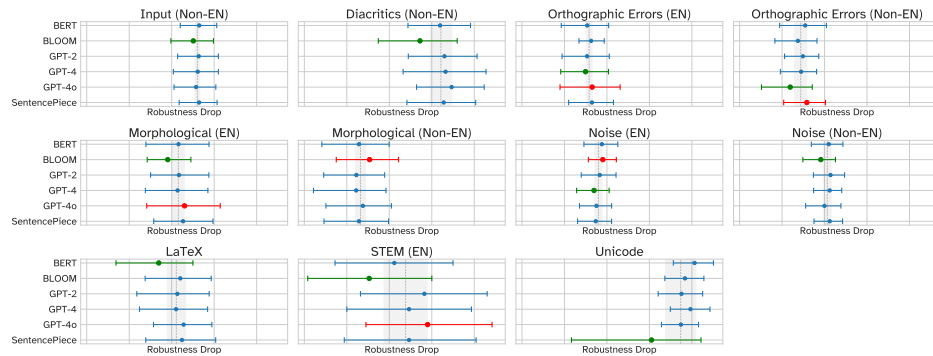 Input (Non-EN)
Diacritics (Non-EN)
Orthographic Errors (EN)
Orthographic Errors (Non-EN)
BERT
BLOOM
GPT-2
GPT-4
GPT-4o
SentencePiece
Robustness Drop
Robustness Drop
Robustness Drop
Robustness Drop
Morphological (EN)
Morphological (Non-EN)
Noise (EN)
Noise (Non-EN)
BERT
BLOOM
GPT-2
GPT-4
GPT-4o
SentencePiece
Robustness Drop
Robustness Drop
Robustness Drop
Robustness Drop
LaTeX
STEM (EN)
Unicode
BERT
BLOOM
GPT-2
GPT-4
GPT-4o
SentencePiece
Robustness Drop
Robustness Drop
Robustness Drop